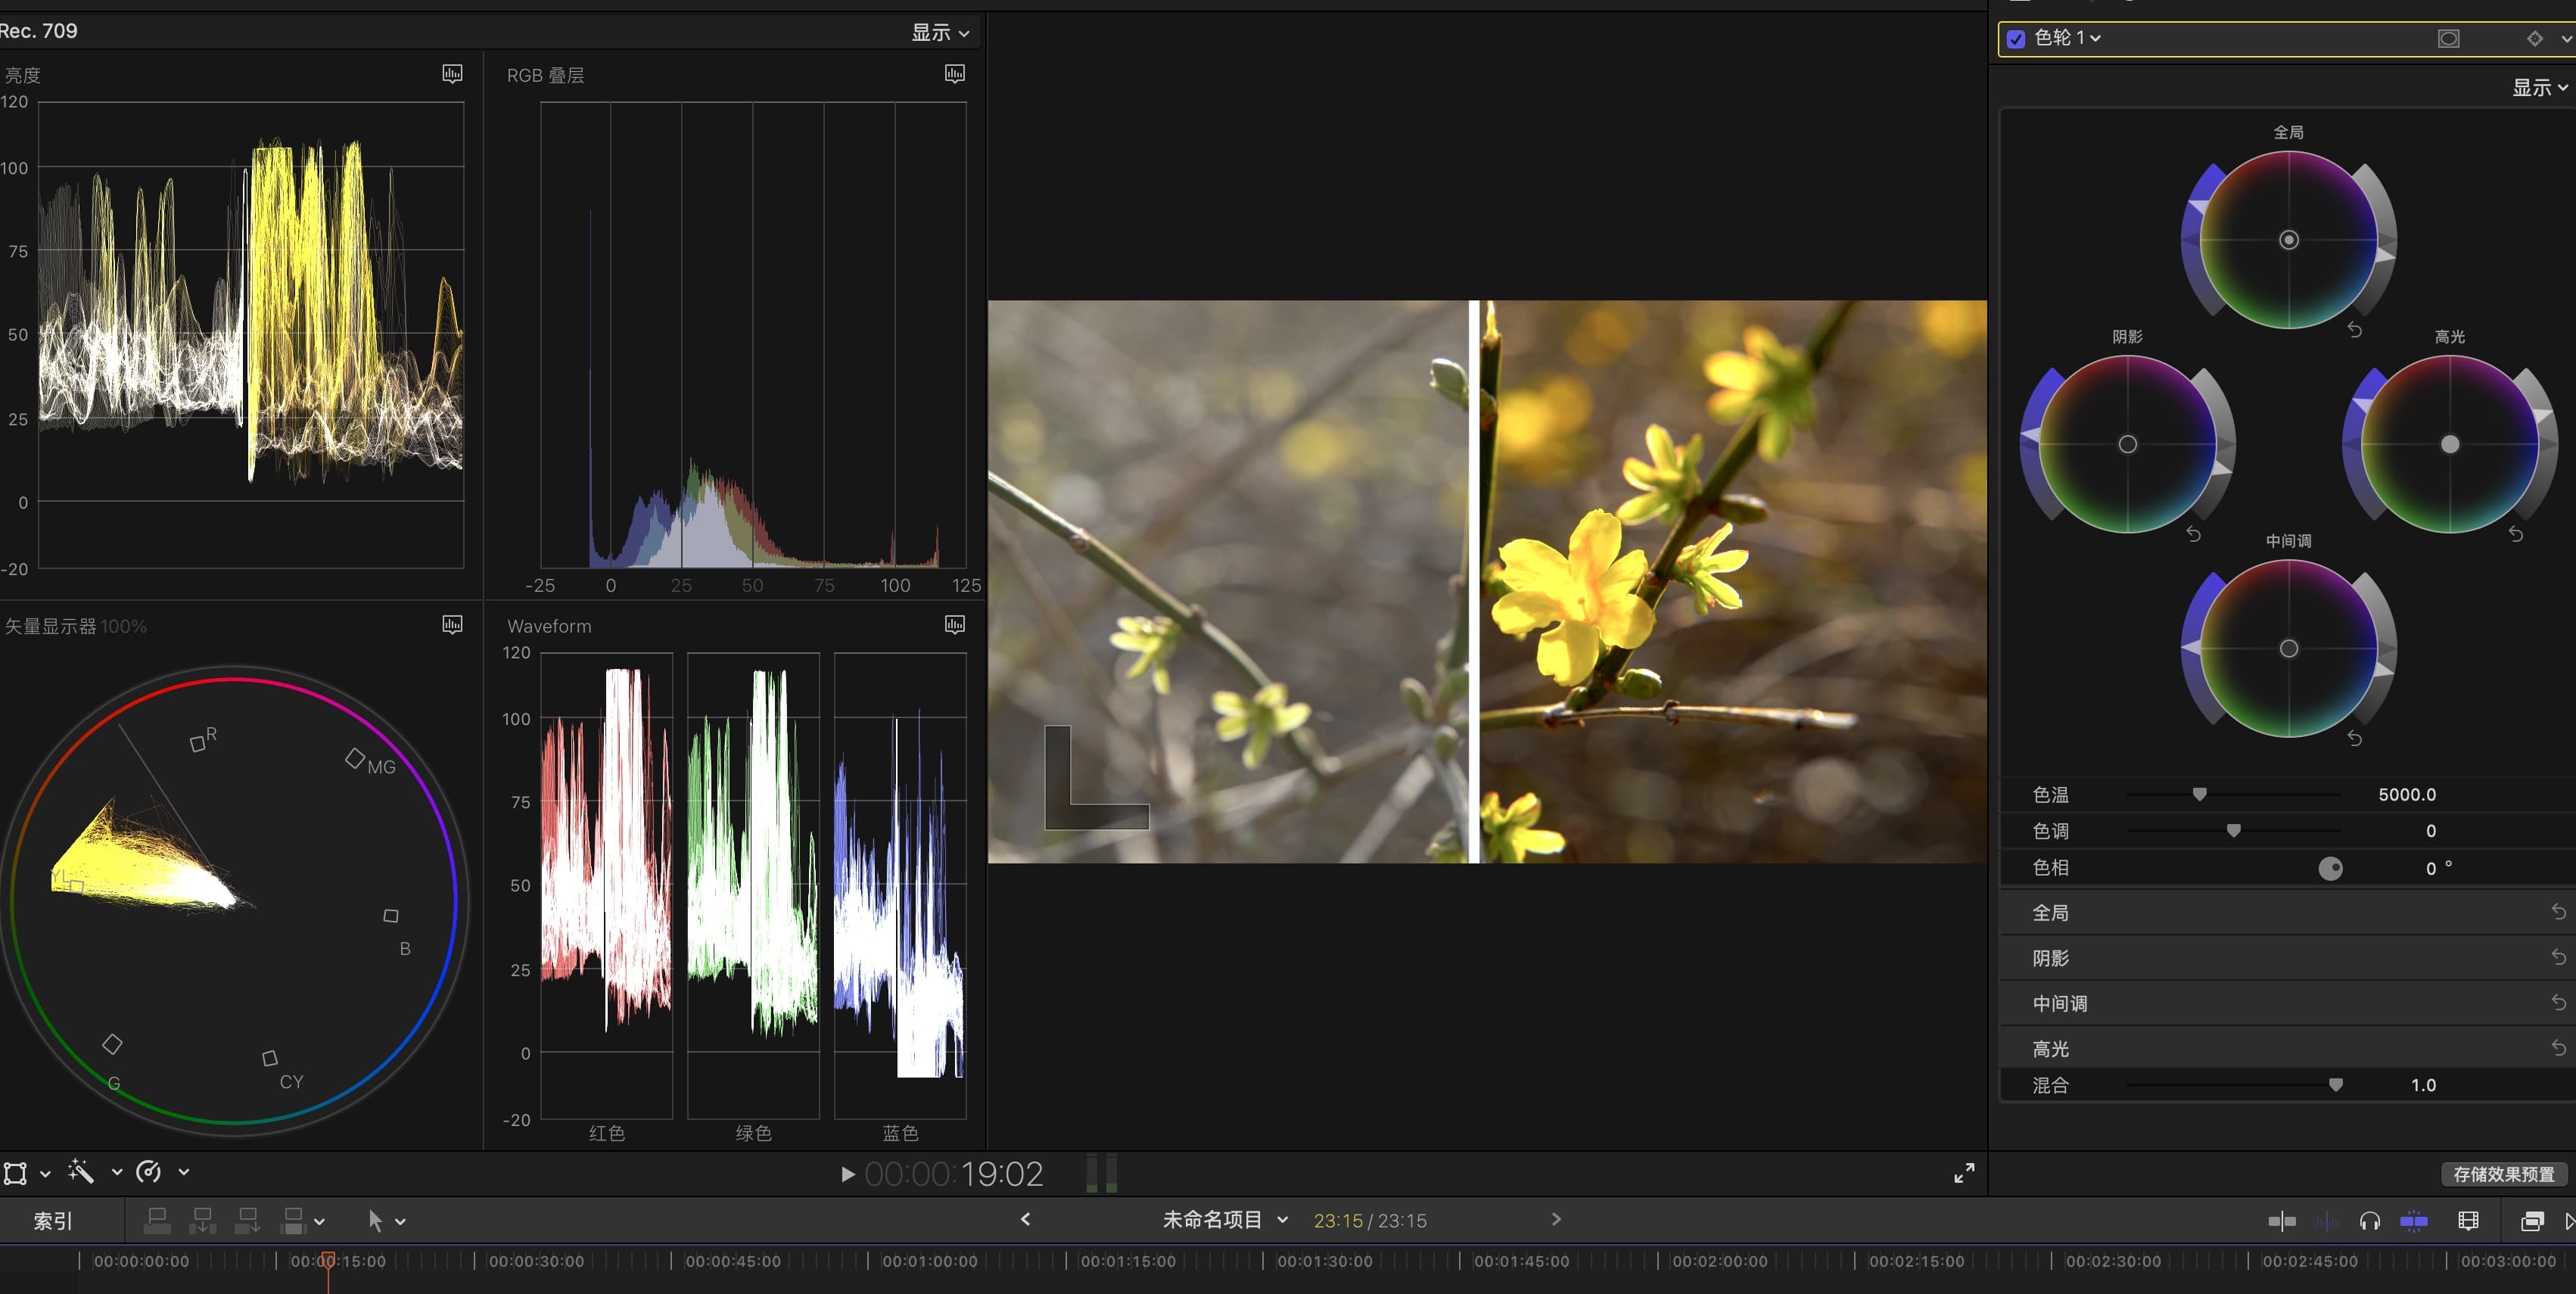 Rec. 709
显示
亮度
120
100
75
50
25
0
-20
RGB 叠层
-25 0 25 50 75 100 125
矢量显示器 100%
R
MG
YL
B
G
CY
Waveform
120
100
75
50
25
0
-20
红色 绿色 蓝色
色轮 1
显示
全局
阴影
高光
中间调
色温 5000.0
色调 0
色相 0 °
全局
阴影
中间调
高光
混合 1.0
00:00:19:02
存储效果预置
索引
未命名项目 23:15 / 23:15
00:00:00:00 00:00:15:00 00:00:30:00 00:00:45:00 00:01:00:00 00:01:15:00 00:01:30:00 00:01:45:00 00:02:00:00 00:02:15:00 00:02:30:00 00:02:45:00 00:03:00:00